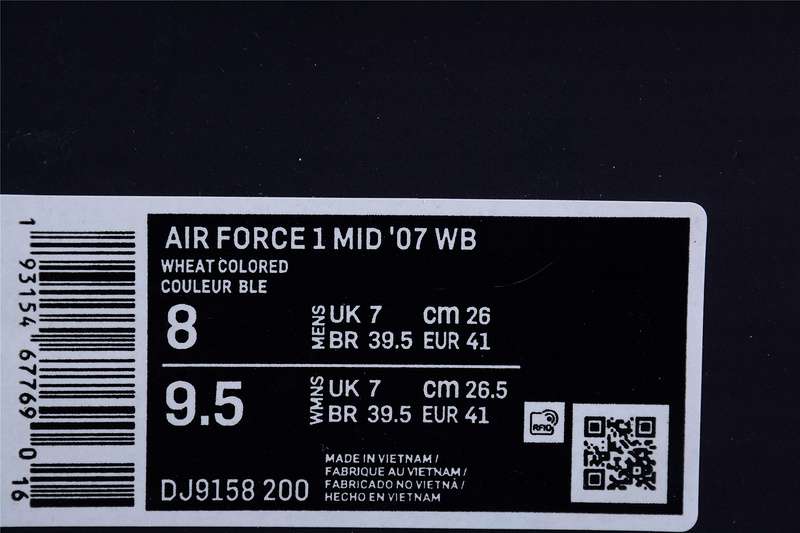 AIR FORCE 1 MID '07 WB
WHEAT COLORED
COULEUR BLE
8 MENS UK 7 cm 26
BR 39.5 EUR 41
9.5 WMNS UK 7 cm 26.5
BR 39.5 EUR 41
RFID
MADE IN VIETNAM /
FABRIQUE AU VIETNAM /
FABRICADO NO VIETNÃ /
HECHO EN VIETNAM
DJ9158 200
1 93154 67769 0 16